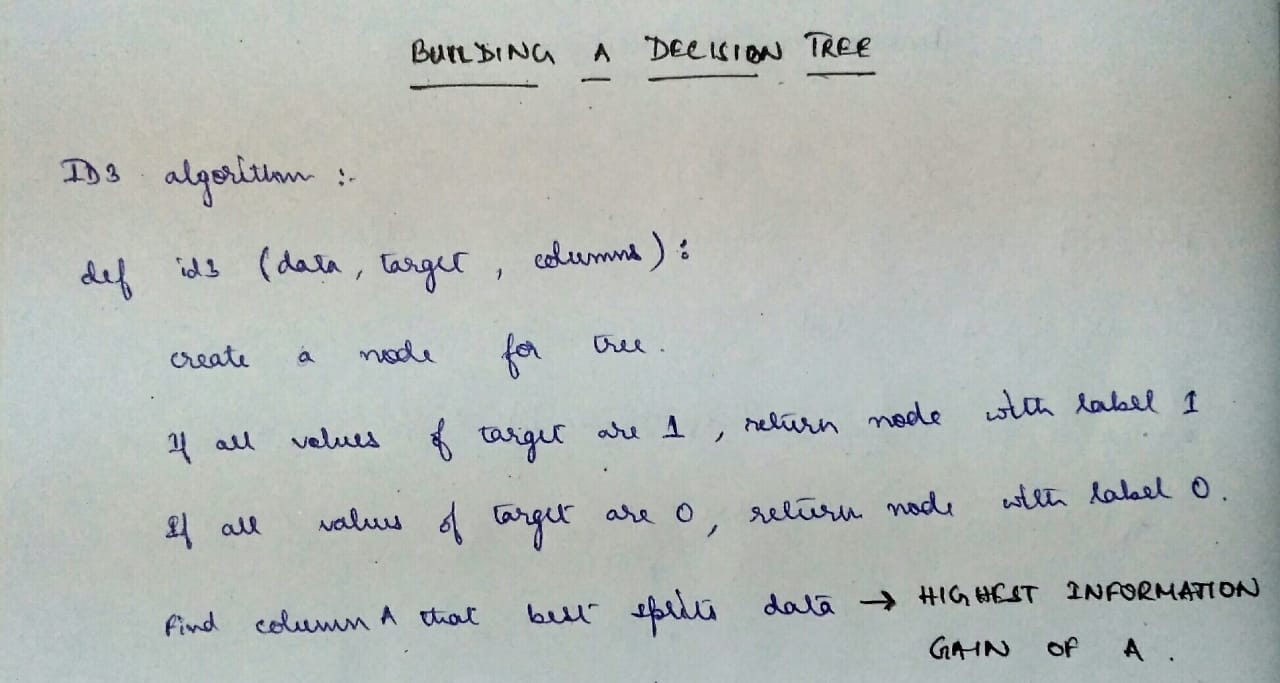 BUILDING A DECISION TREE
ID3 algorithm :-
def id3 (data, target, columns):
create a node for tree.
If all values of target are 1, return node with label 1
If all values of target are 0, return node with label 0.
Find column A that best splits data → HIGHEST INFORMATION
GAIN OF A.